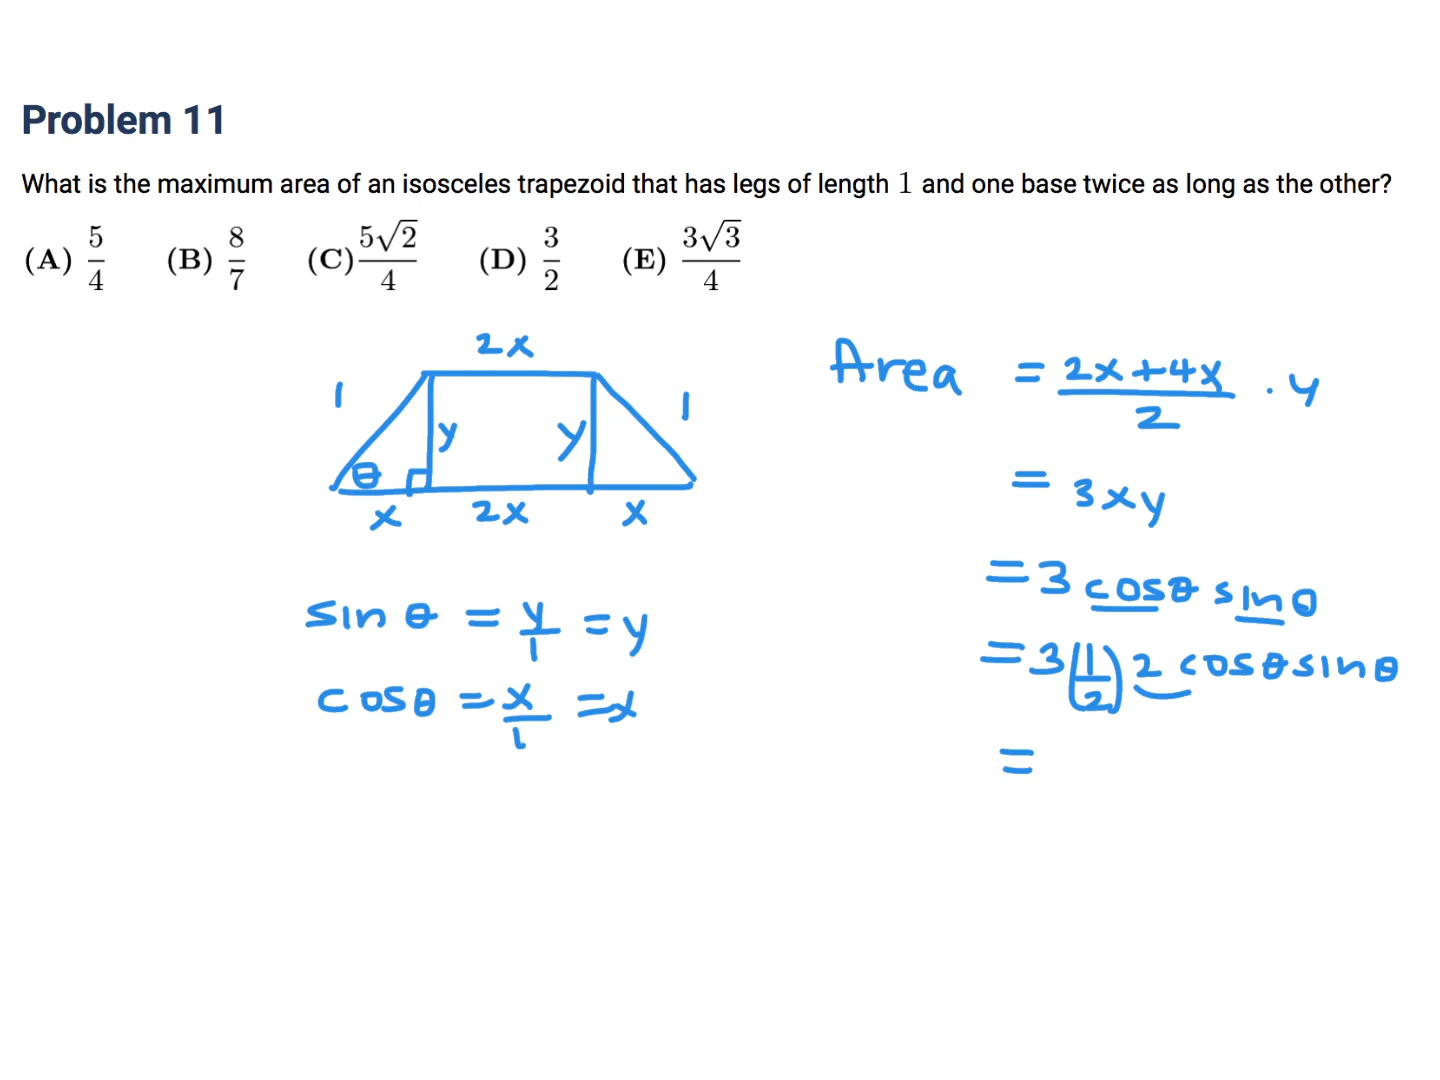 Problem 11
What is the maximum area of an isosceles trapezoid that has legs of length 1 and one base twice as long as the other?
(A) 5/4 (B) 8/7 (C) 5√2/4 (D) 3/2 (E) 3√3/4
2x
1 y y 1
θ
x 2x x
sin θ = y/1 = y
cos θ = x/1 = x
Area = (2x+4x)/2 · y
= 3xy
= 3 cosθ sinθ
= 3(1/2) 2 cosθ sinθ
=